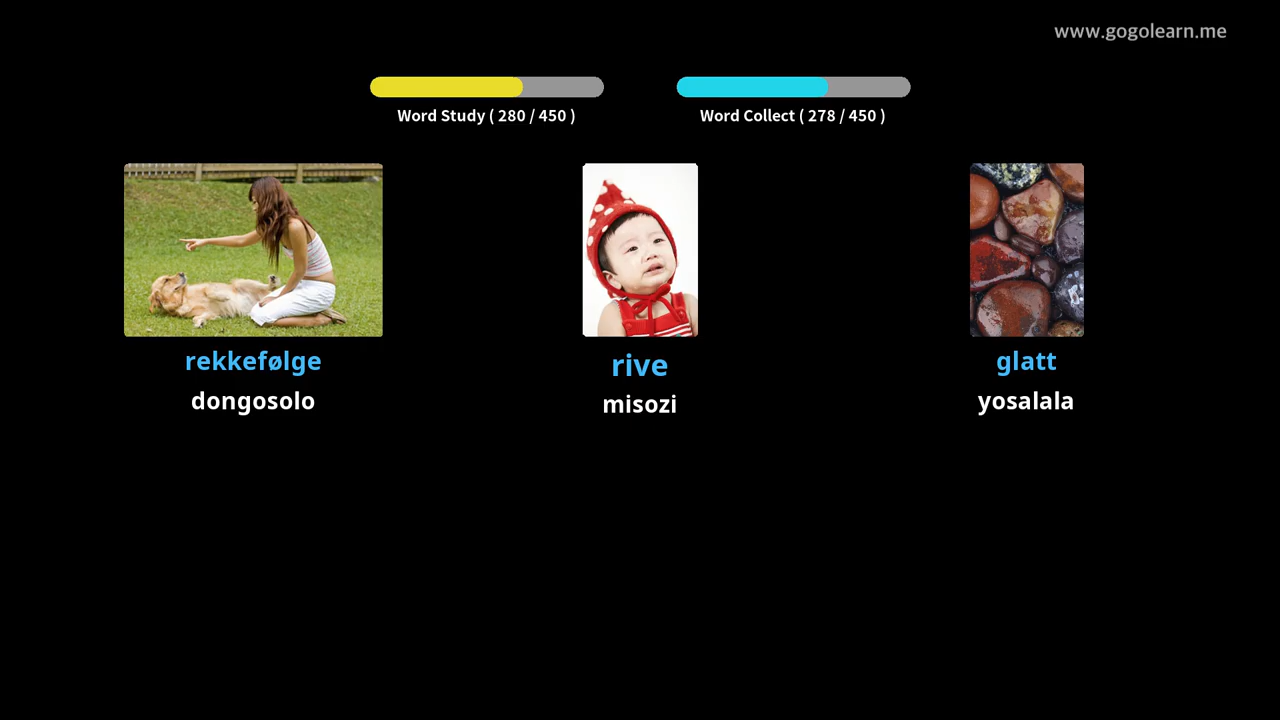 www.gogolearn.me
Word Study ( 280 / 450 )
Word Collect ( 278 / 450 )
rekkefølge
dongosolo
rive
misozi
glatt
yosalala